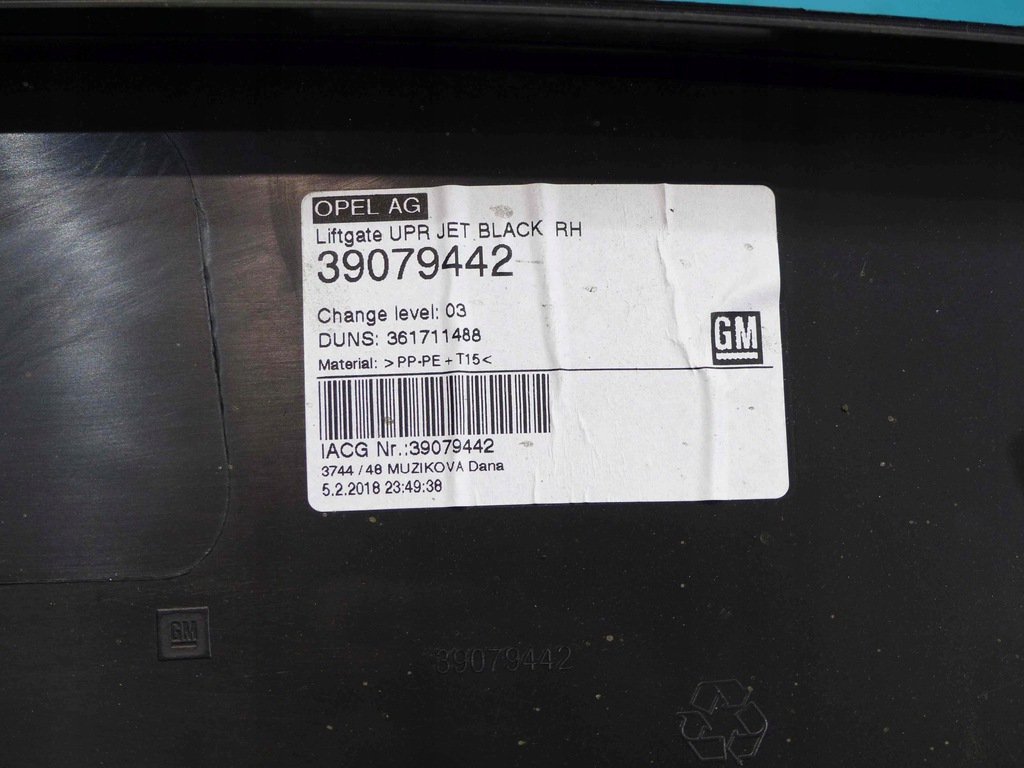 OPEL AG
Liftgate UPR JET BLACK RH
39079442
Change level: 03
DUNS: 361711488
Material: >PP-PE+T15<
GM
IACG Nr.:39079442
3744 / 48 MUZIKOVA Dana
5.2.2018 23:49:38
GM
39079442